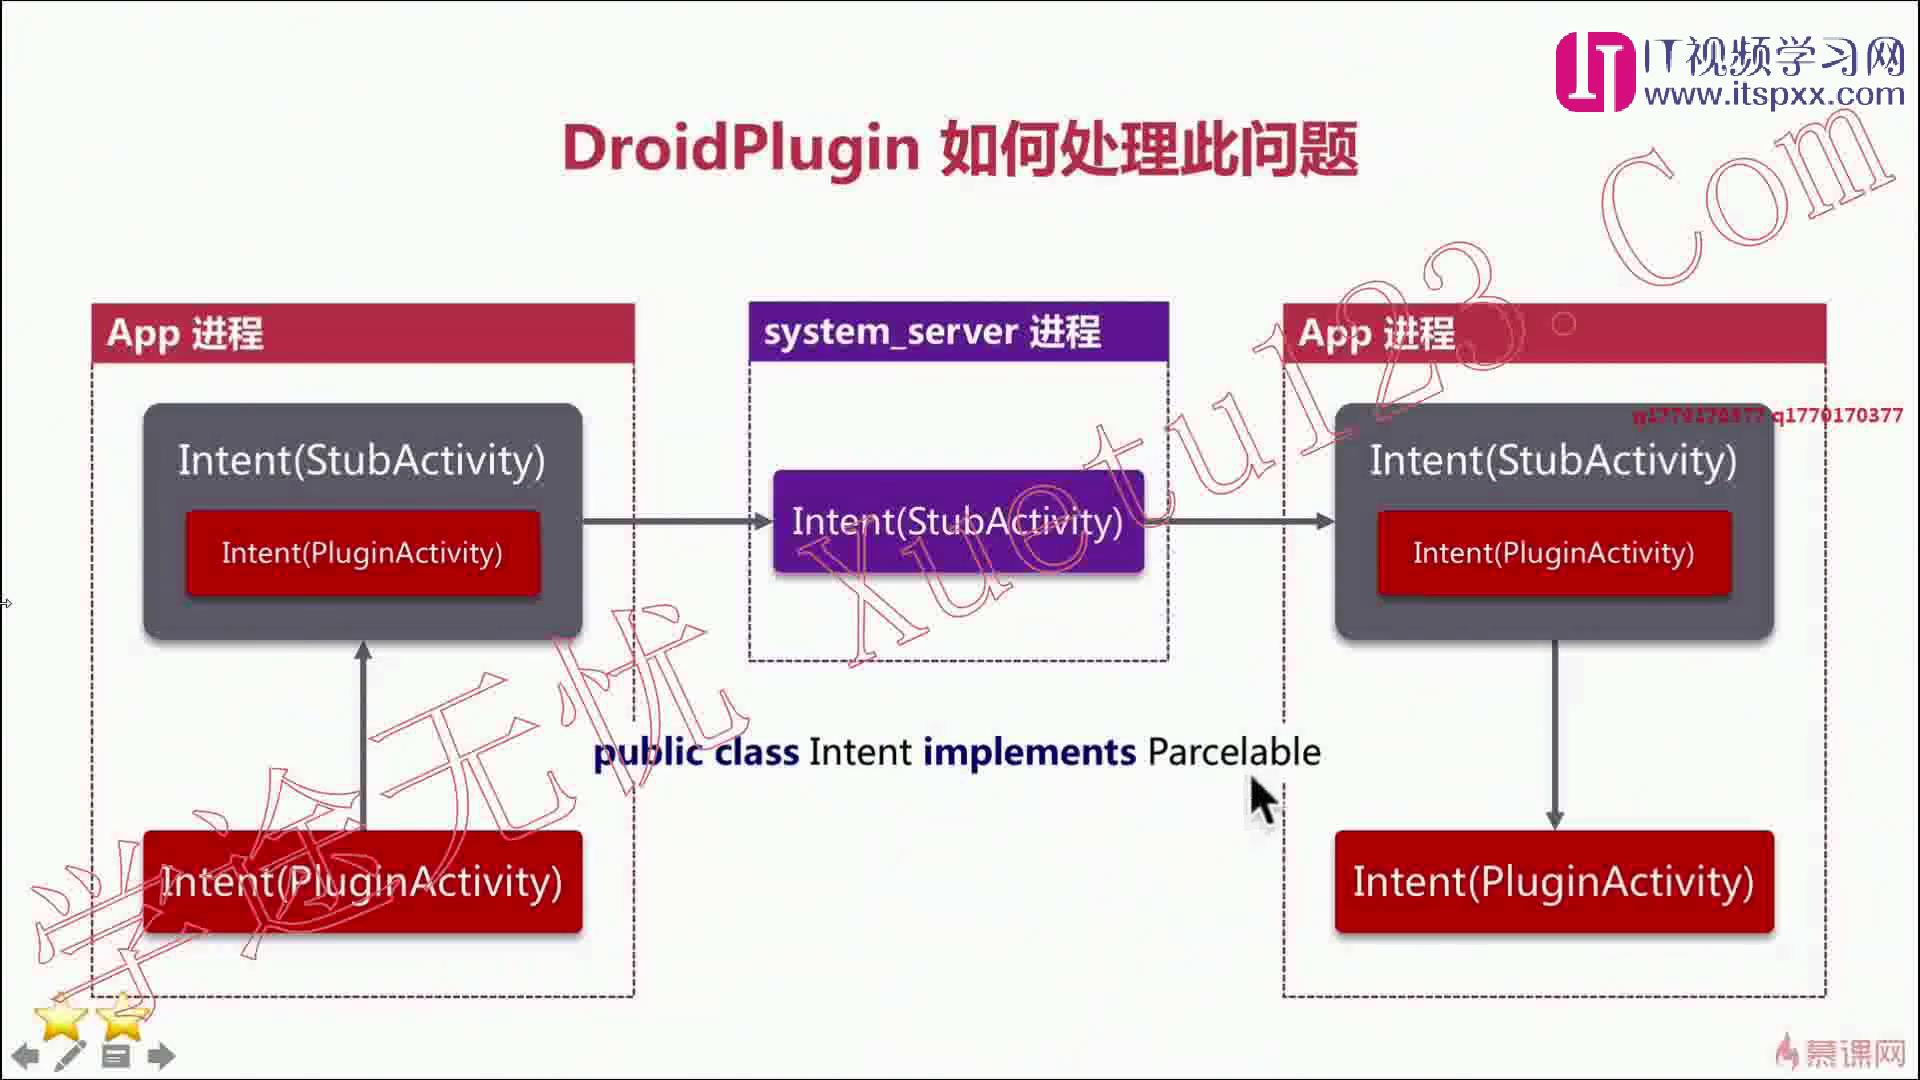 IT视频学习网
www.itspxx.com
DroidPlugin 如何处理此问题
App 进程
Intent(StubActivity)
Intent(PluginActivity)
Intent(PluginActivity)
system_server 进程
Intent(StubActivity)
public class Intent implements Parcelable
App 进程
q1770170377 q1770170377
Intent(StubActivity)
Intent(PluginActivity)
Intent(PluginActivity)
学途无忧 Xuetu123.Com
慕课网